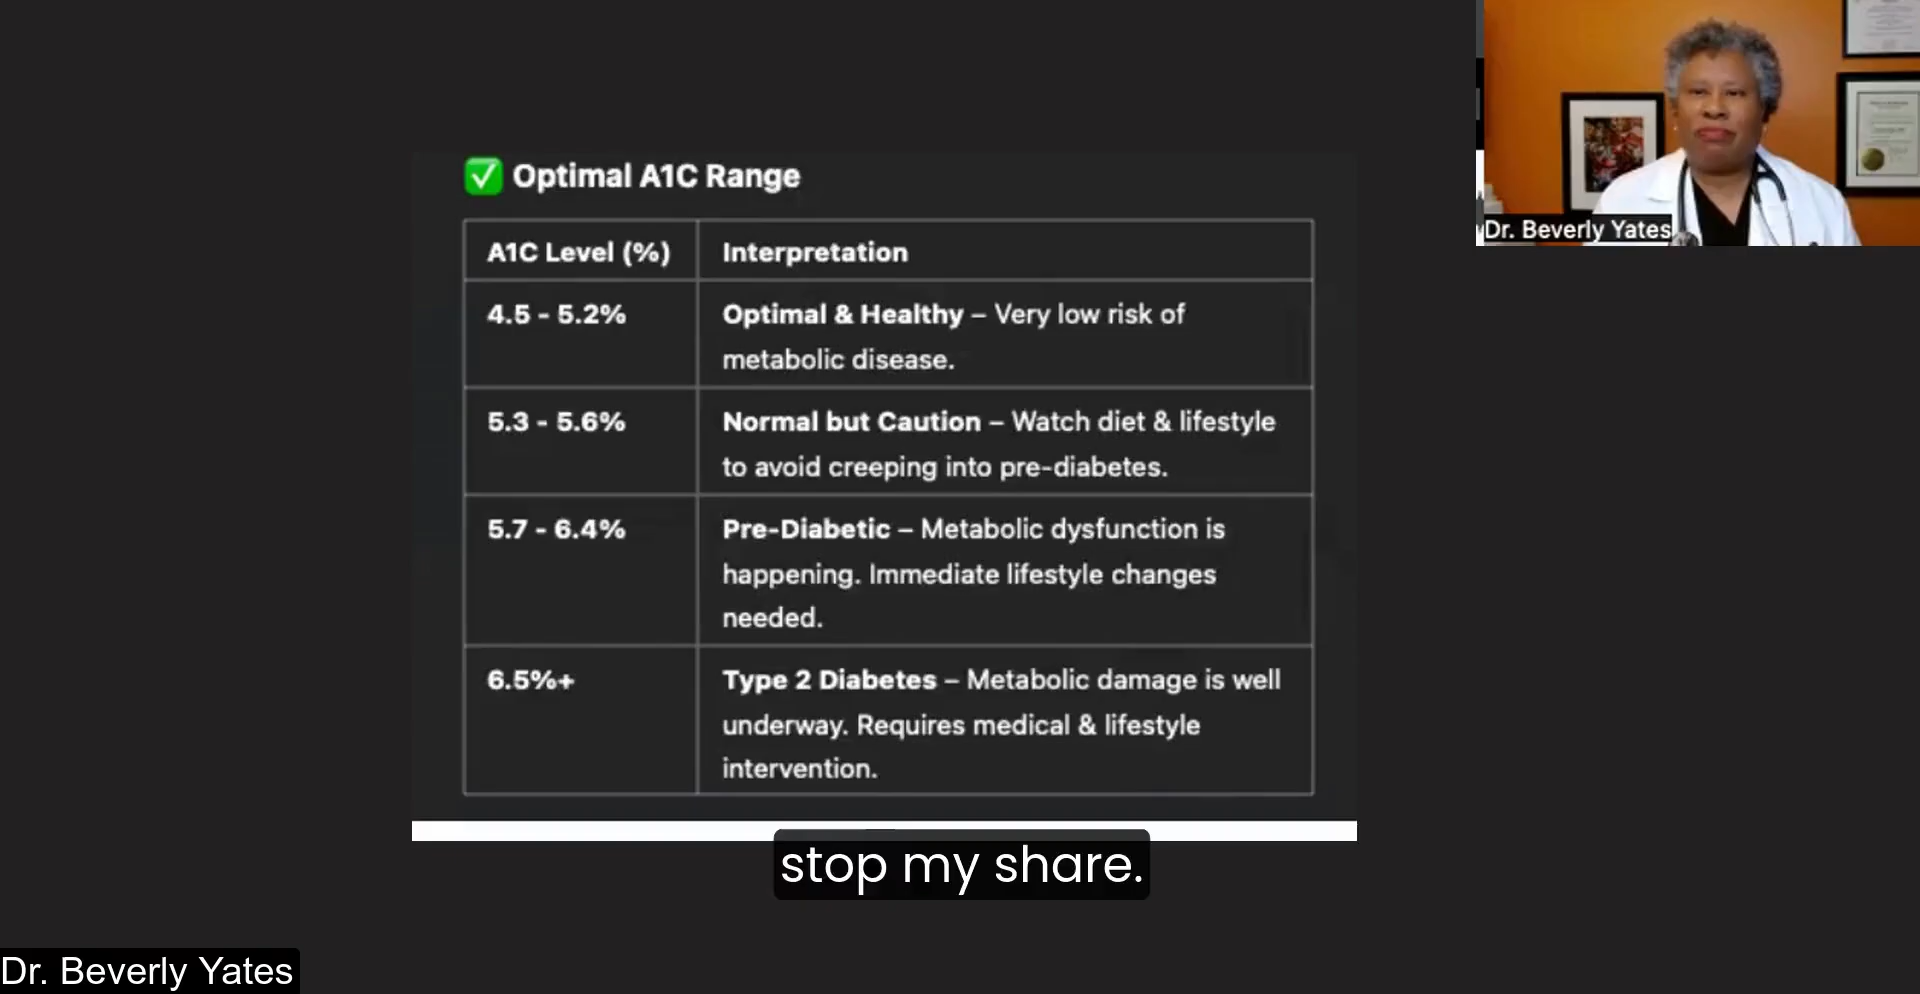 ✅ Optimal A1C Range
A1C Level (%)
Interpretation
4.5 - 5.2%
Optimal & Healthy – Very low risk of
metabolic disease.
5.3 - 5.6%
Normal but Caution – Watch diet & lifestyle
to avoid creeping into pre-diabetes.
5.7 - 6.4%
Pre-Diabetic – Metabolic dysfunction is
happening. Immediate lifestyle changes
needed.
6.5%+
Type 2 Diabetes – Metabolic damage is well
underway. Requires medical & lifestyle
intervention.
stop my share.
Dr. Beverly Yates
Dr. Beverly Yates